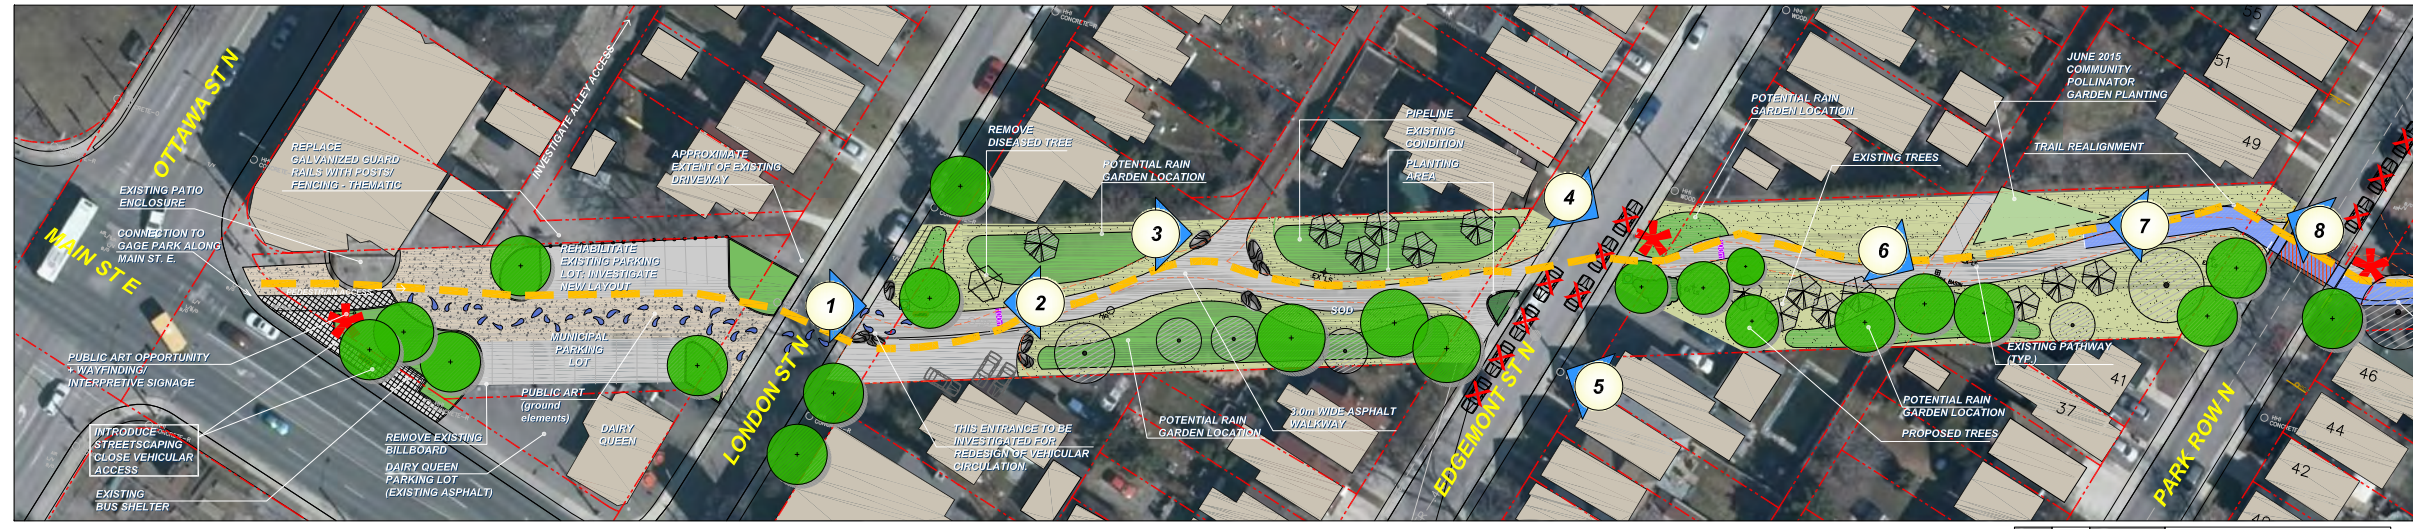 OTTAWA ST N
MAIN ST E
INVESTIGATE ALLEY ACCESS
REPLACE
GALVANIZED GUARD
RAILS WITH POSTS/
FENCING - THEMATIC
EXISTING PATIO
ENCLOSURE
CONNECTION TO
GAGE PARK ALONG
MAIN ST. E.
PEDESTRIAN ACCESS
APPROXIMATE
EXTENT OF EXISTING
DRIVEWAY
REHABILITATE
EXISTING PARKING
LOT; INVESTIGATE
NEW LAYOUT
MUNICIPAL
PARKING
LOT
PUBLIC ART OPPORTUNITY
+ WAYFINDING/
INTERPRETIVE SIGNAGE
INTRODUCE
STREETSCAPING
CLOSE VEHICULAR
ACCESS
EXISTING
BUS SHELTER
REMOVE EXISTING
BILLBOARD
DAIRY QUEEN
PARKING LOT
(EXISTING ASPHALT)
PUBLIC ART
(ground
elements)
DAIRY
QUEEN
LONDON ST N
1
REMOVE
DISEASED TREE
POTENTIAL RAIN
GARDEN LOCATION
2
3
THIS ENTRANCE TO BE
INVESTIGATED FOR
REDESIGN OF VEHICULAR
CIRCULATION.
POTENTIAL RAIN
GARDEN LOCATION
3.0m WIDE ASPHALT
WALKWAY
SOD
PIPELINE
EXISTING
CONDITION
PLANTING
AREA
4
EDGEMONT ST N
5
POTENTIAL RAIN
GARDEN LOCATION
EXISTING TREES
6
JUNE 2015
COMMUNITY
POLLINATOR
GARDEN PLANTING
TRAIL REALIGNMENT
7
8
EXISTING PATHWAY
(TYP.)
POTENTIAL RAIN
GARDEN LOCATION
PROPOSED TREES
PARK ROW N
55
51
49
41
37
46
44
42